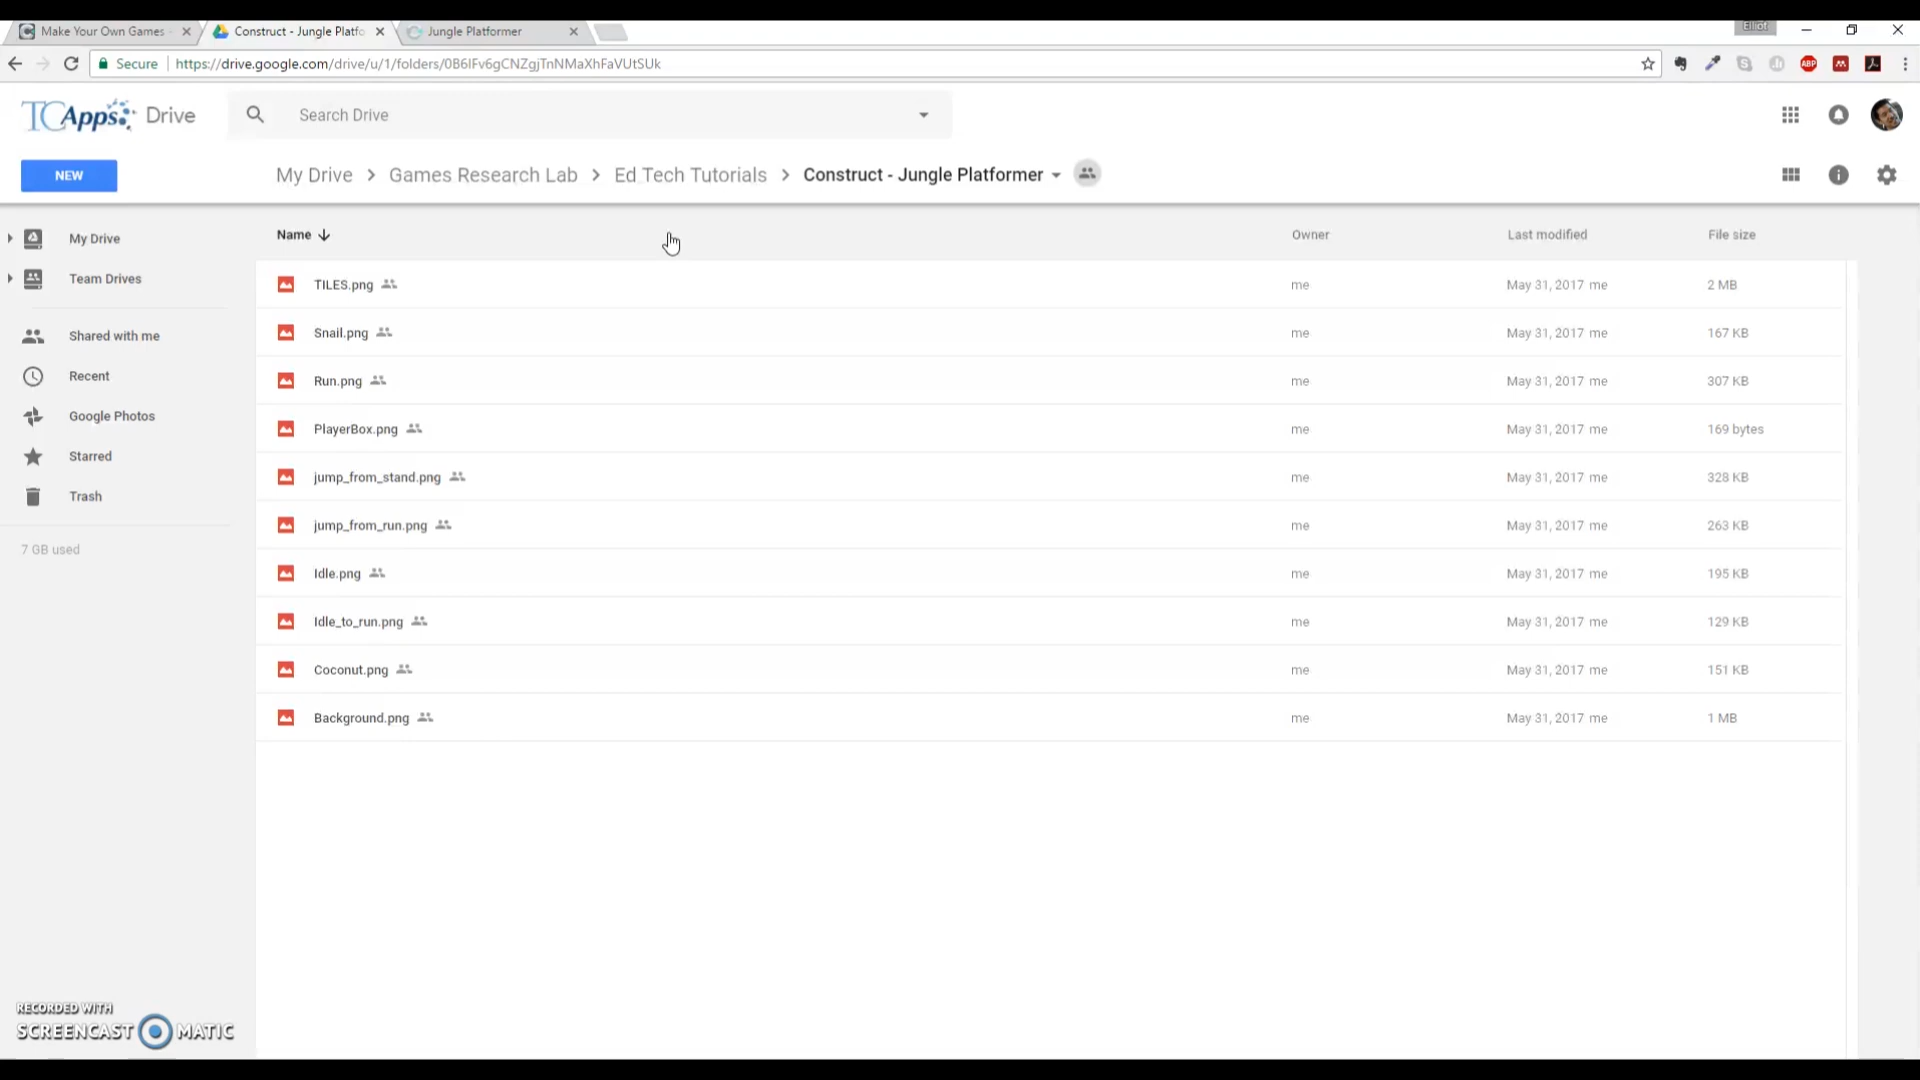 Make Your Own Games
Construct - Jungle Platfo
Jungle Platformer
Elliot
Secure
https://drive.google.com/drive/u/1/folders/0B6lFv6gCNZgjTnNMaXhFaVUtSUk
ABP
TCApps
Drive
Search Drive
NEW
My Drive > Games Research Lab > Ed Tech Tutorials > Construct - Jungle Platformer
My Drive
Team Drives
Shared with me
Recent
Google Photos
Starred
Trash
7 GB used
Name Owner Last modified File size
TILES.png me May 31, 2017 me 2 MB
Snail.png me May 31, 2017 me 167 KB
Run.png me May 31, 2017 me 307 KB
PlayerBox.png me May 31, 2017 me 169 bytes
jump_from_stand.png me May 31, 2017 me 328 KB
jump_from_run.png me May 31, 2017 me 263 KB
Idle.png me May 31, 2017 me 195 KB
Idle_to_run.png me May 31, 2017 me 129 KB
Coconut.png me May 31, 2017 me 151 KB
Background.png me May 31, 2017 me 1 MB
RECORDED WITH
SCREENCAST MATIC